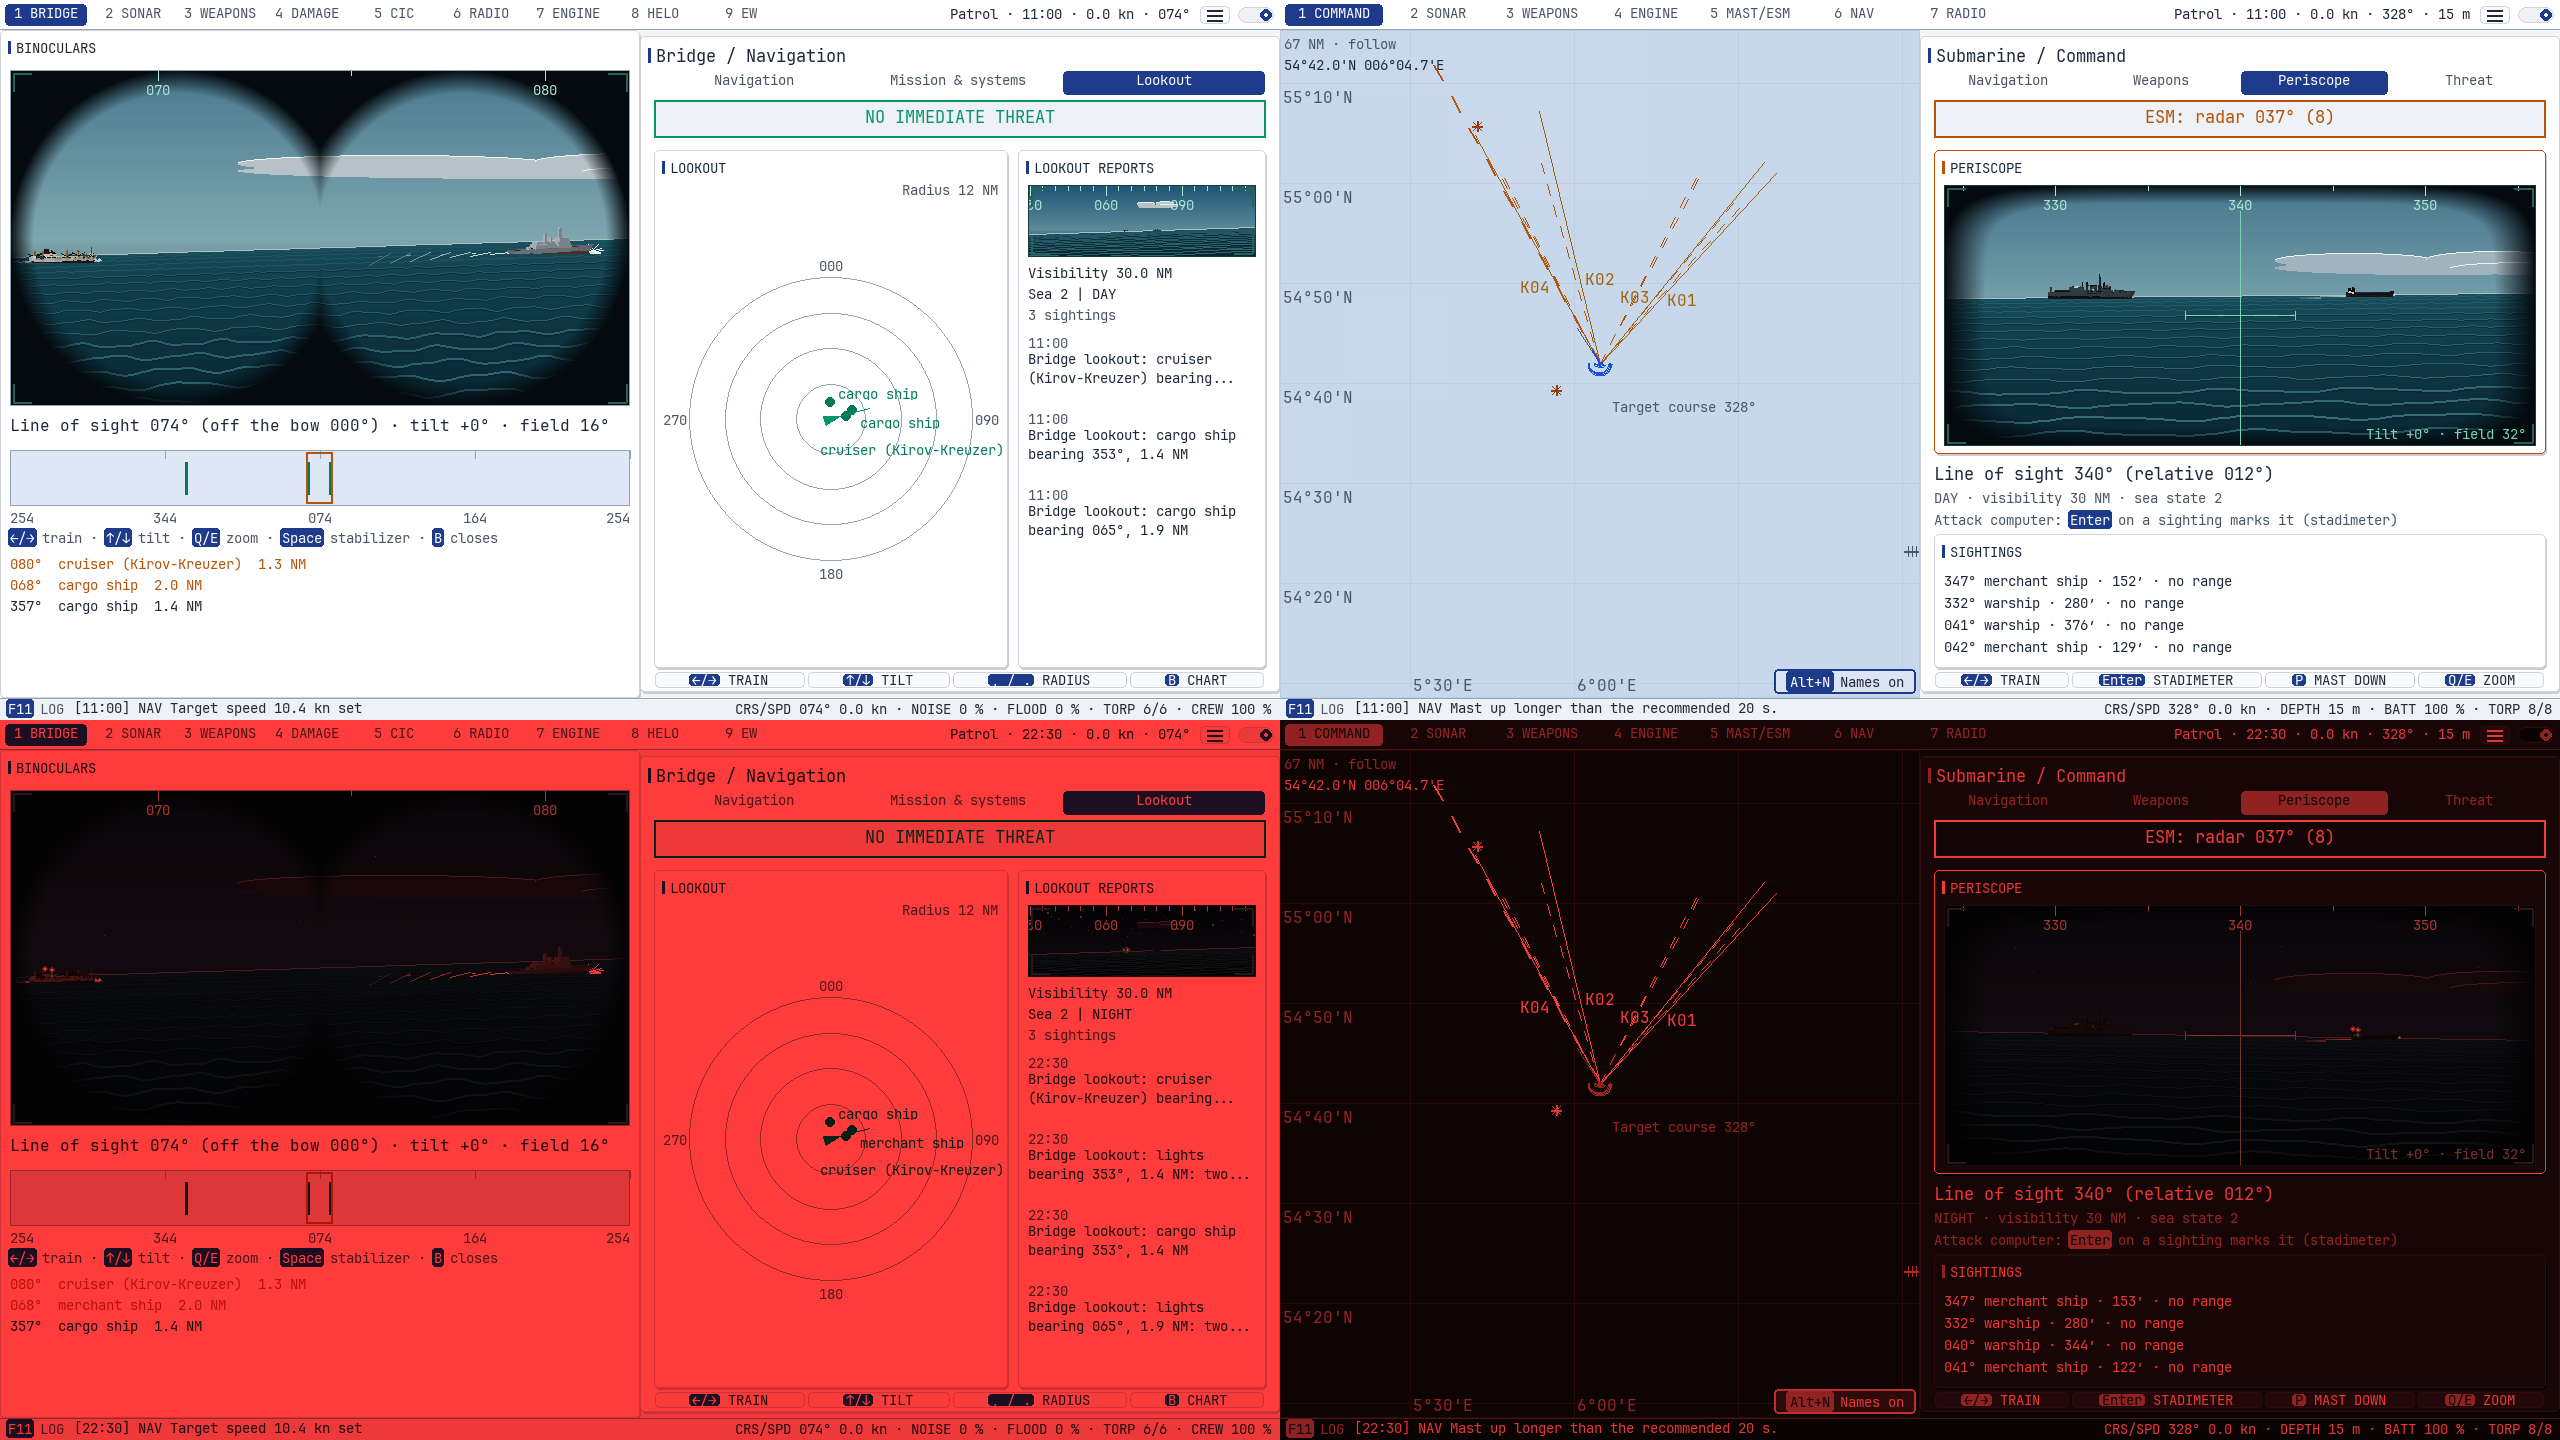 1 BRIDGE 2 SONAR 3 WEAPONS 4 DAMAGE 5 CIC 6 RADIO 7 ENGINE 8 HELO 9 EW Patrol · 11:00 · 0.0 kn · 074°
BINOCULARS
070 080
Line of sight 074° (off the bow 000°) · tilt +0° · field 16°
254 344 074 164 254
←/→ train · ↑/↓ tilt · Q/E zoom · Space stabilizer · B closes
080° cruiser (Kirov-Kreuzer) 1.3 NM
068° cargo ship 2.0 NM
357° cargo ship 1.4 NM
Bridge / Navigation
Navigation Mission & systems Lookout
NO IMMEDIATE THREAT
LOOKOUT
Radius 12 NM
000
270 090
180
cargo ship
cargo ship
cruiser (Kirov-Kreuzer)
LOOKOUT REPORTS
060 090
Visibility 30.0 NM
Sea 2 | DAY
3 sightings
11:00
Bridge lookout: cruiser
(Kirov-Kreuzer) bearing...
11:00
Bridge lookout: cargo ship
bearing 353°, 1.4 NM
11:00
Bridge lookout: cargo ship
bearing 065°, 1.9 NM
←/→ TRAIN ↑/↓ TILT , / . RADIUS B CHART
F11 LOG [11:00] NAV Target speed 10.4 kn set CRS/SPD 074° 0.0 kn · NOISE 0 % · FLOOD 0 % · TORP 6/6 · CREW 100 %
1 COMMAND 2 SONAR 3 WEAPONS 4 ENGINE 5 MAST/ESM 6 NAV 7 RADIO Patrol · 11:00 · 0.0 kn · 328° · 15 m
67 NM · follow
54°42.0'N 006°04.7'E
55°10'N
55°00'N
54°50'N
54°40'N
54°30'N
54°20'N
5°30'E 6°00'E
K04 K02 K03 K01
Target course 328°
Alt+N Names on
Submarine / Command
Navigation Weapons Periscope Threat
ESM: radar 037° (8)
PERISCOPE
330 340 350
Tilt +0° · field 32°
Line of sight 340° (relative 012°)
DAY · visibility 30 NM · sea state 2
Attack computer: Enter on a sighting marks it (stadimeter)
SIGHTINGS
347° merchant ship · 152′ · no range
332° warship · 280′ · no range
041° warship · 376′ · no range
042° merchant ship · 129′ · no range
←/→ TRAIN Enter STADIMETER P MAST DOWN Q/E ZOOM
F11 LOG [11:00] NAV Mast up longer than the recommended 20 s. CRS/SPD 328° 0.0 kn · DEPTH 15 m · BATT 100 % · TORP 8/8
1 BRIDGE 2 SONAR 3 WEAPONS 4 DAMAGE 5 CIC 6 RADIO 7 ENGINE 8 HELO 9 EW Patrol · 22:30 · 0.0 kn · 074°
BINOCULARS
070 080
Line of sight 074° (off the bow 000°) · tilt +0° · field 16°
254 344 074 164 254
←/→ train · ↑/↓ tilt · Q/E zoom · Space stabilizer · B closes
080° cruiser (Kirov-Kreuzer) 1.3 NM
068° merchant ship 2.0 NM
357° cargo ship 1.4 NM
Bridge / Navigation
Navigation Mission & systems Lookout
NO IMMEDIATE THREAT
LOOKOUT
Radius 12 NM
000
270 090
180
cargo ship
merchant ship
cruiser (Kirov-Kreuzer)
LOOKOUT REPORTS
060 090
Visibility 30.0 NM
Sea 2 | NIGHT
3 sightings
22:30
Bridge lookout: cruiser
(Kirov-Kreuzer) bearing...
22:30
Bridge lookout: lights
bearing 353°, 1.4 NM: two...
22:30
Bridge lookout: cargo ship
bearing 353°, 1.4 NM
22:30
Bridge lookout: lights
bearing 065°, 1.9 NM: two...
←/→ TRAIN ↑/↓ TILT , / . RADIUS B CHART
F11 LOG [22:30] NAV Target speed 10.4 kn set CRS/SPD 074° 0.0 kn · NOISE 0 % · FLOOD 0 % · TORP 6/6 · CREW 100 %
1 COMMAND 2 SONAR 3 WEAPONS 4 ENGINE 5 MAST/ESM 6 NAV 7 RADIO Patrol · 22:30 · 0.0 kn · 328° · 15 m
67 NM · follow
54°42.0'N 006°04.7'E
55°10'N
55°00'N
54°50'N
54°40'N
54°30'N
54°20'N
5°30'E 6°00'E
K04 K02 K03 K01
Target course 328°
Alt+N Names on
Submarine / Command
Navigation Weapons Periscope Threat
ESM: radar 037° (8)
PERISCOPE
330 340 350
Tilt +0° · field 32°
Line of sight 340° (relative 012°)
NIGHT · visibility 30 NM · sea state 2
Attack computer: Enter on a sighting marks it (stadimeter)
SIGHTINGS
347° merchant ship · 153′ · no range
332° warship · 280′ · no range
040° warship · 344′ · no range
041° merchant ship · 122′ · no range
←/→ TRAIN Enter STADIMETER P MAST DOWN Q/E ZOOM
F11 LOG [22:30] NAV Mast up longer than the recommended 20 s. CRS/SPD 328° 0.0 kn · DEPTH 15 m · BATT 100 % · TORP 8/8